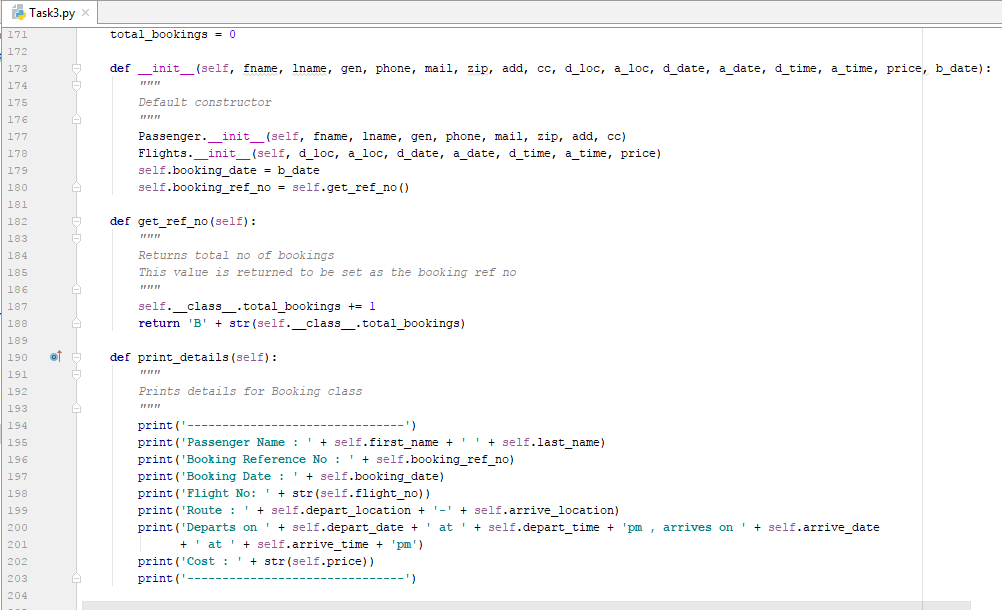 Task3.py ×
171 total_bookings = 0
172
173 def __init__(self, fname, lname, gen, phone, mail, zip, add, cc, d_loc, a_loc, d_date, a_date, d_time, a_time, price, b_date):
174 """
175 Default constructor
176 """
177 Passenger.__init__(self, fname, lname, gen, phone, mail, zip, add, cc)
178 Flights.__init__(self, d_loc, a_loc, d_date, a_date, d_time, a_time, price)
179 self.booking_date = b_date
180 self.booking_ref_no = self.get_ref_no()
181
182 def get_ref_no(self):
183 """
184 Returns total no of bookings
185 This value is returned to be set as the booking ref no
186 """
187 self.__class__.total_bookings += 1
188 return 'B' + str(self.__class__.total_bookings)
189
190 def print_details(self):
191 """
192 Prints details for Booking class
193 """
194 print('-------------------------------')
195 print('Passenger Name : ' + self.first_name + ' ' + self.last_name)
196 print('Booking Reference No : ' + self.booking_ref_no)
197 print('Booking Date : ' + self.booking_date)
198 print('Flight No: ' + str(self.flight_no))
199 print('Route : ' + self.depart_location + '-' + self.arrive_location)
200 print('Departs on ' + self.depart_date + ' at ' + self.depart_time + 'pm , arrives on ' + self.arrive_date
201 + ' at ' + self.arrive_time + 'pm')
202 print('Cost : ' + str(self.price))
203 print('-------------------------------')
204